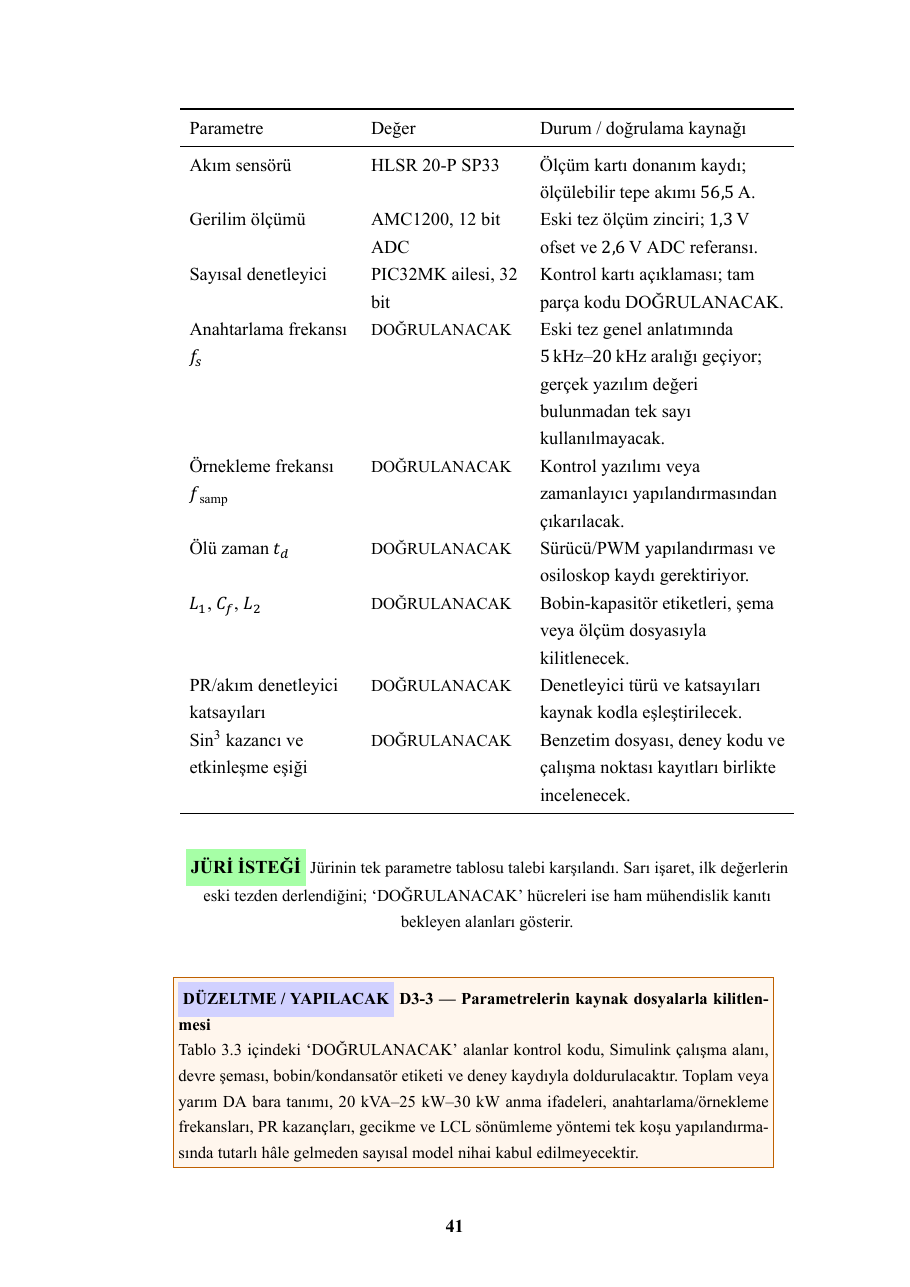 Parametre Değer Durum / doğrulama kaynağı
Akım sensörü HLSR 20-P SP33 Ölçüm kartı donanım kaydı;
ölçülebilir tepe akımı 56,5 A.
Gerilim ölçümü AMC1200, 12 bit Eski tez ölçüm zinciri; 1,3 V
ADC ofset ve 2,6 V ADC referansı.
Sayısal denetleyici PIC32MK ailesi, 32 Kontrol kartı açıklaması; tam
bit parça kodu DOĞRULANACAK.
Anahtarlama frekansı DOĞRULANACAK Eski tez genel anlatımında
fₛ 5 kHz–20 kHz aralığı geçiyor;
gerçek yazılım değeri
bulunmadan tek sayı
kullanılmayacak.
Örnekleme frekansı DOĞRULANACAK Kontrol yazılımı veya
f samp zamanlayıcı yapılandırmasından
çıkarılacak.
Ölü zaman t_d DOĞRULANACAK Sürücü/PWM yapılandırması ve
osiloskop kaydı gerektiriyor.
L₁, C_f, L₂ DOĞRULANACAK Bobin-kapasitör etiketleri, şema
veya ölçüm dosyasıyla
kilitlenecek.
PR/akım denetleyici DOĞRULANACAK Denetleyici türü ve katsayıları
katsayıları kaynak kodla eşleştirilecek.
Sin³ kazancı ve DOĞRULANACAK Benzetim dosyası, deney kodu ve
etkinleşme eşiği çalışma noktası kayıtları birlikte
incelenecek.
JÜRİ İSTEĞİ Jürinin tek parametre tablosu talebi karşılandı. Sarı işaret, ilk değerlerin
eski tezden derlendiğini; ‘DOĞRULANACAK’ hücreleri ise ham mühendislik kanıtı
bekleyen alanları gösterir.
DÜZELTME / YAPILACAK D3-3 — Parametrelerin kaynak dosyalarla kilitlen-
mesi
Tablo 3.3 içindeki ‘DOĞRULANACAK’ alanlar kontrol kodu, Simulink çalışma alanı,
devre şeması, bobin/kondansatör etiketi ve deney kaydıyla doldurulacaktır. Toplam veya
yarım DA bara tanımı, 20 kVA–25 kW–30 kW anma ifadeleri, anahtarlama/örnekleme
frekansları, PR kazançları, gecikme ve LCL sönümleme yöntemi tek koşu yapılandırma-
sında tutarlı hâle gelmeden sayısal model nihai kabul edilmeyecektir.
41